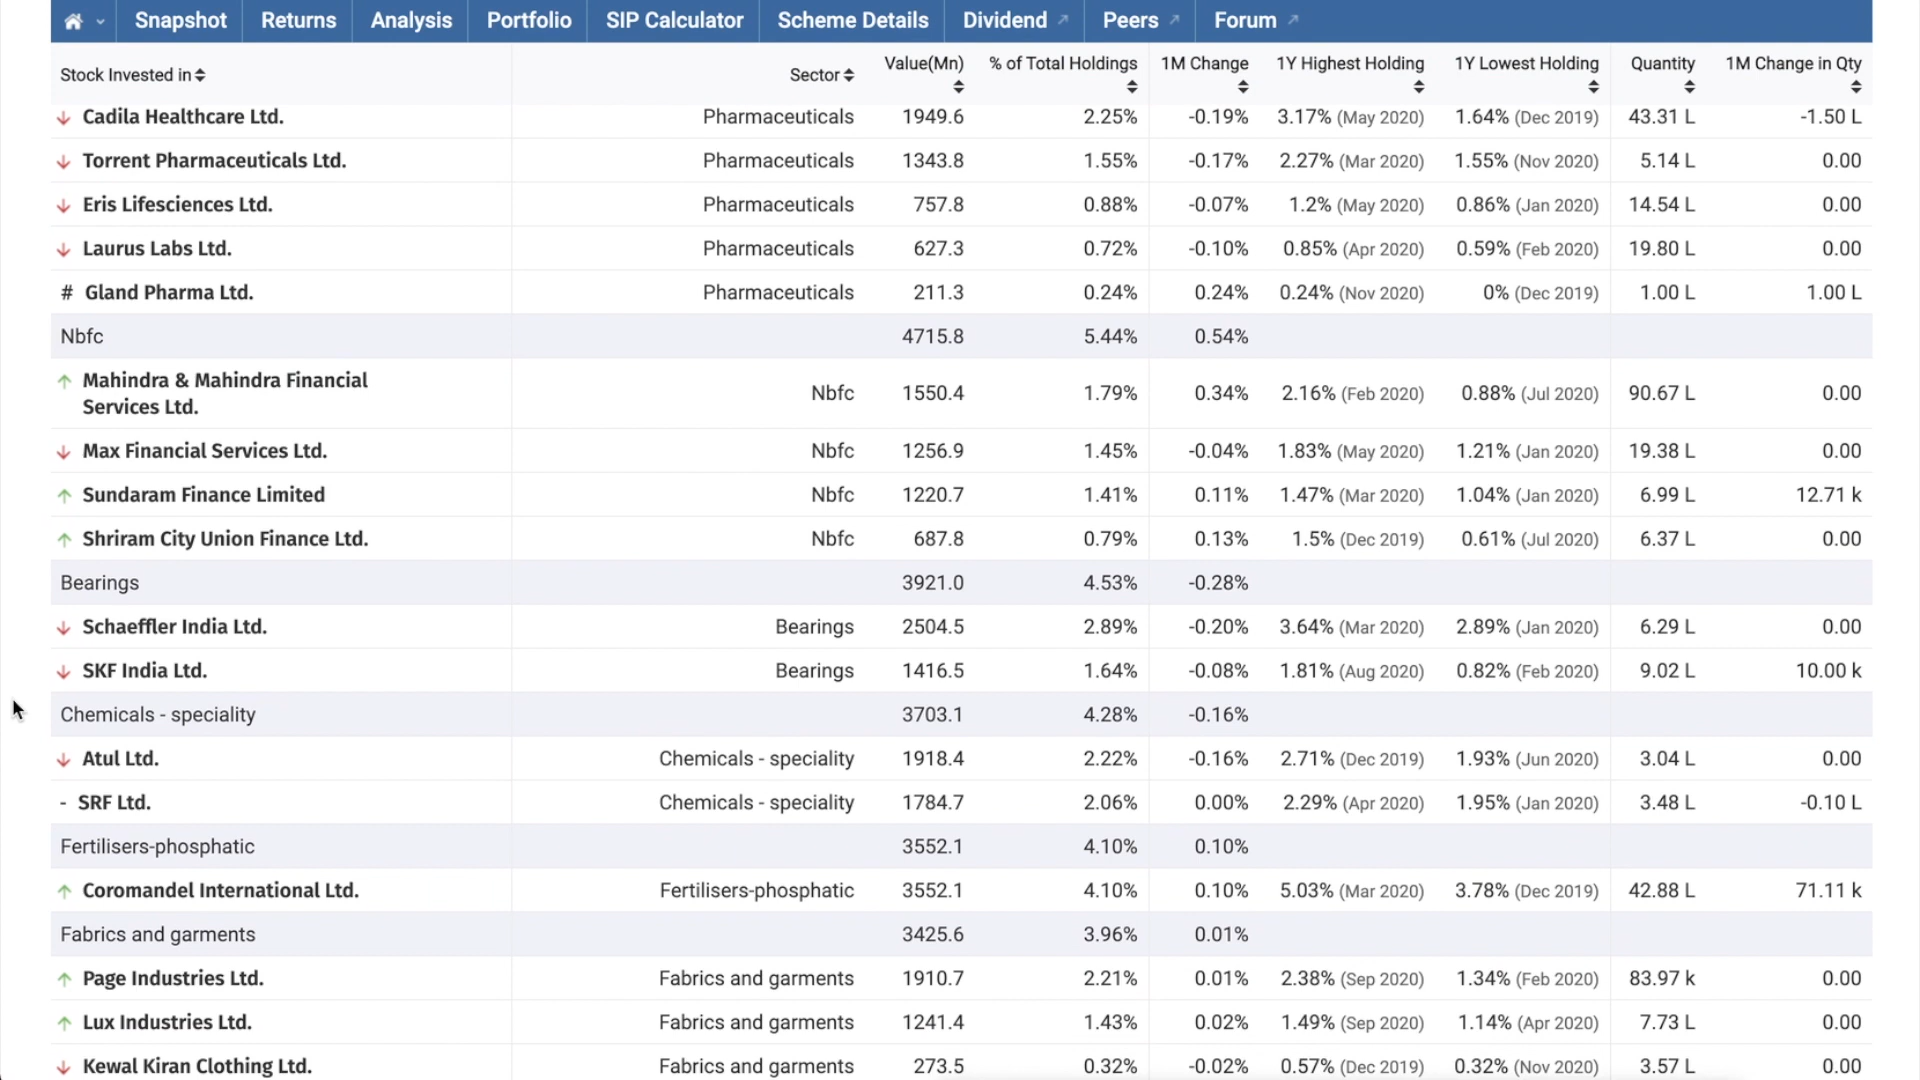 Snapshot Returns Analysis Portfolio SIP Calculator Scheme Details Dividend Peers Forum
Stock Invested in Sector Value(Mn) % of Total Holdings 1M Change 1Y Highest Holding 1Y Lowest Holding Quantity 1M Change in Qty
Cadila Healthcare Ltd. Pharmaceuticals 1949.6 2.25% -0.19% 3.17% (May 2020) 1.64% (Dec 2019) 43.31 L -1.50 L
Torrent Pharmaceuticals Ltd. Pharmaceuticals 1343.8 1.55% -0.17% 2.27% (Mar 2020) 1.55% (Nov 2020) 5.14 L 0.00
Eris Lifesciences Ltd. Pharmaceuticals 757.8 0.88% -0.07% 1.2% (May 2020) 0.86% (Jan 2020) 14.54 L 0.00
Laurus Labs Ltd. Pharmaceuticals 627.3 0.72% -0.10% 0.85% (Apr 2020) 0.59% (Feb 2020) 19.80 L 0.00
# Gland Pharma Ltd. Pharmaceuticals 211.3 0.24% 0.24% 0.24% (Nov 2020) 0% (Dec 2019) 1.00 L 1.00 L
Nbfc 4715.8 5.44% 0.54%
Mahindra & Mahindra Financial
Services Ltd. Nbfc 1550.4 1.79% 0.34% 2.16% (Feb 2020) 0.88% (Jul 2020) 90.67 L 0.00
Max Financial Services Ltd. Nbfc 1256.9 1.45% -0.04% 1.83% (May 2020) 1.21% (Jan 2020) 19.38 L 0.00
Sundaram Finance Limited Nbfc 1220.7 1.41% 0.11% 1.47% (Mar 2020) 1.04% (Jan 2020) 6.99 L 12.71 k
Shriram City Union Finance Ltd. Nbfc 687.8 0.79% 0.13% 1.5% (Dec 2019) 0.61% (Jul 2020) 6.37 L 0.00
Bearings 3921.0 4.53% -0.28%
Schaeffler India Ltd. Bearings 2504.5 2.89% -0.20% 3.64% (Mar 2020) 2.89% (Jan 2020) 6.29 L 0.00
SKF India Ltd. Bearings 1416.5 1.64% -0.08% 1.81% (Aug 2020) 0.82% (Feb 2020) 9.02 L 10.00 k
Chemicals - speciality 3703.1 4.28% -0.16%
Atul Ltd. Chemicals - speciality 1918.4 2.22% -0.16% 2.71% (Dec 2019) 1.93% (Jun 2020) 3.04 L 0.00
- SRF Ltd. Chemicals - speciality 1784.7 2.06% 0.00% 2.29% (Apr 2020) 1.95% (Jan 2020) 3.48 L -0.10 L
Fertilisers-phosphatic 3552.1 4.10% 0.10%
Coromandel International Ltd. Fertilisers-phosphatic 3552.1 4.10% 0.10% 5.03% (Mar 2020) 3.78% (Dec 2019) 42.88 L 71.11 k
Fabrics and garments 3425.6 3.96% 0.01%
Page Industries Ltd. Fabrics and garments 1910.7 2.21% 0.01% 2.38% (Sep 2020) 1.34% (Feb 2020) 83.97 k 0.00
Lux Industries Ltd. Fabrics and garments 1241.4 1.43% 0.02% 1.49% (Sep 2020) 1.14% (Apr 2020) 7.73 L 0.00
Kewal Kiran Clothing Ltd. Fabrics and garments 273.5 0.32% -0.02% 0.57% (Dec 2019) 0.32% (Nov 2020) 3.57 L 0.00